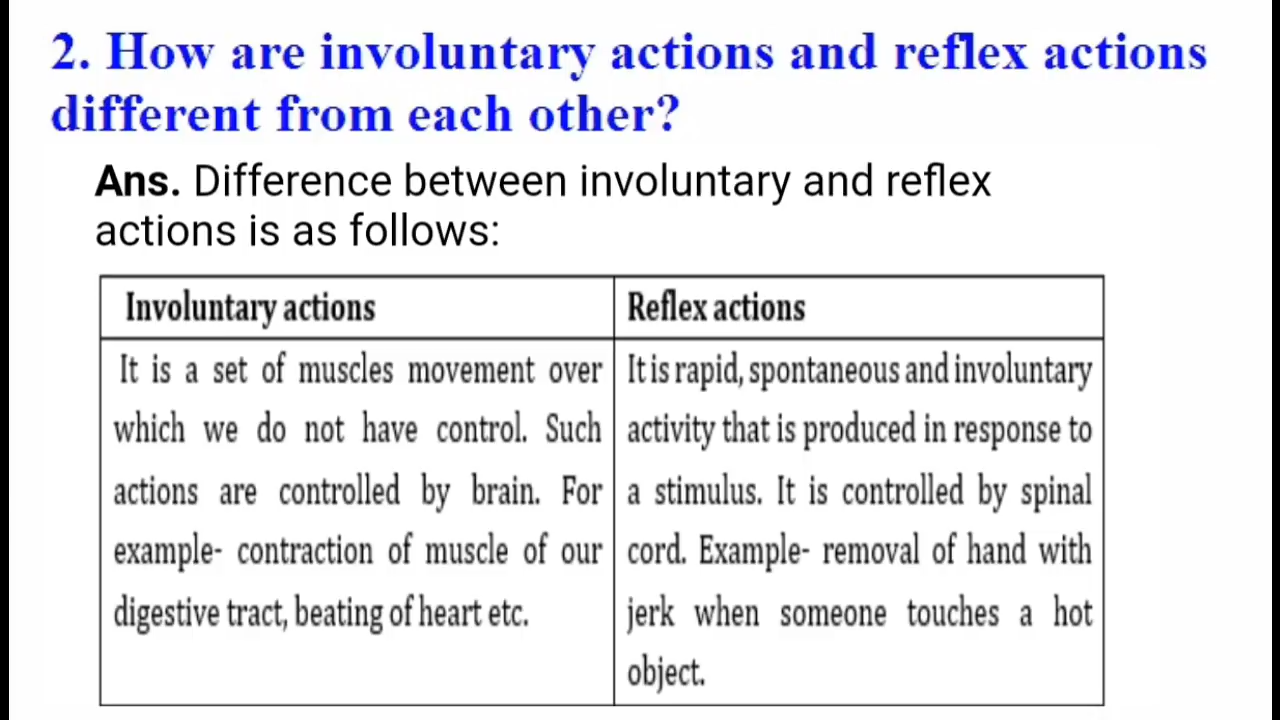 2. How are involuntary actions and reflex actions
different from each other?
Ans. Difference between involuntary and reflex
actions is as follows:
Involuntary actions
It is a set of muscles movement over
which we do not have control. Such
actions are controlled by brain. For
example- contraction of muscle of our
digestive tract, beating of heart etc.
Reflex actions
It is rapid, spontaneous and involuntary
activity that is produced in response to
a stimulus. It is controlled by spinal
cord. Example- removal of hand with
jerk when someone touches a hot
object.